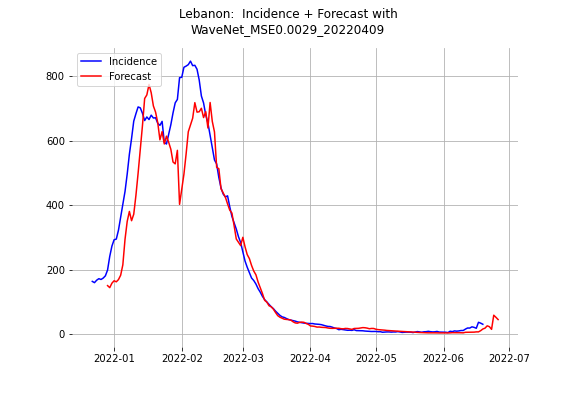 Lebanon:  Incidence + Forecast with
WaveNet_MSE0.0029_20220409
Incidence
Forecast
800
600
400
200
0
2022-01 2022-02 2022-03 2022-04 2022-05 2022-06 2022-07